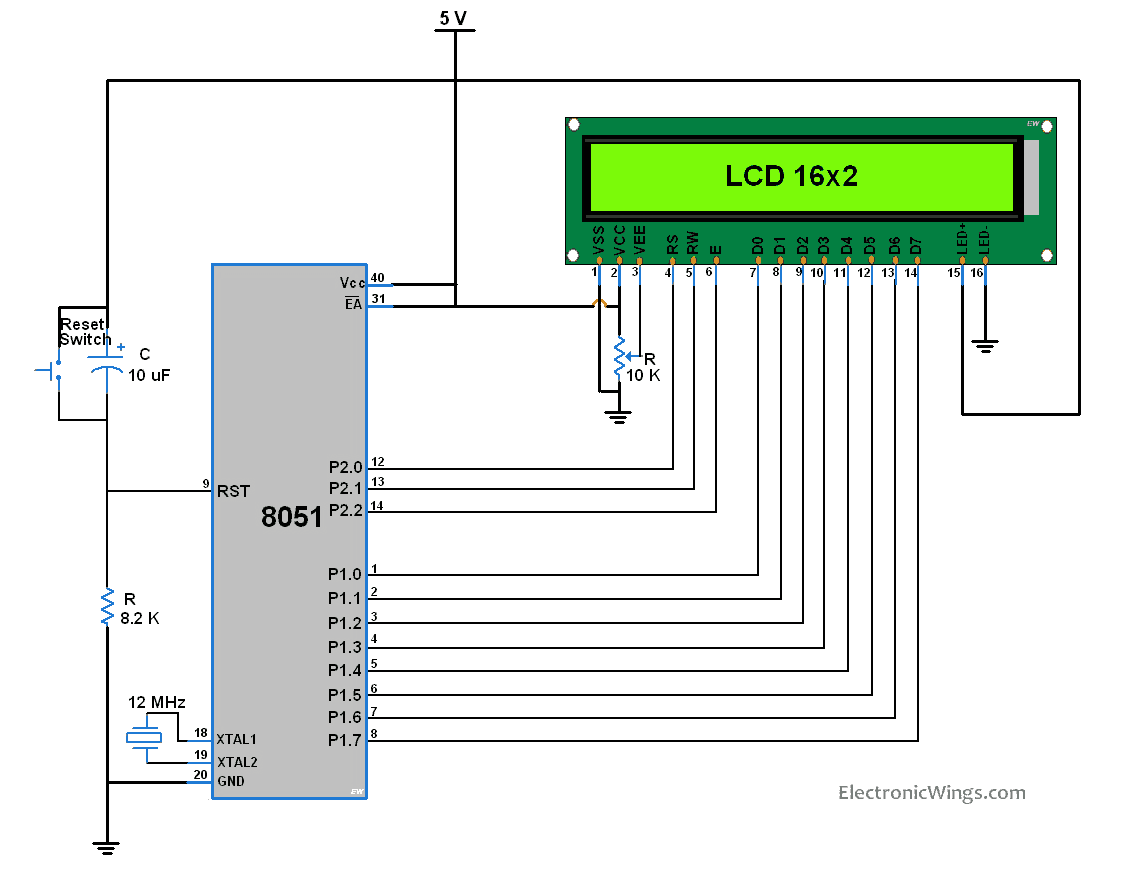 5 V
EW
LCD 16x2
VSS VCC VEE RS RW E D0 D1 D2 D3 D4 D5 D6 D7 LED+ LED-
1 2 3 4 5 6 7 8 9 10 11 12 13 14 15 16
Vcc 40
EA 31
Reset
Switch
+
C
10 uF
R
10 K
P2.0 12
9 RST P2.1 13
8051 P2.2 14
P1.0 1
R
8.2 K
P1.1 2
P1.2 3
P1.3 4
P1.4 5
P1.5 6
12 MHz
P1.6 7
18 XTAL1 P1.7 8
19 XTAL2
20 GND
EW
ElectronicWings.com